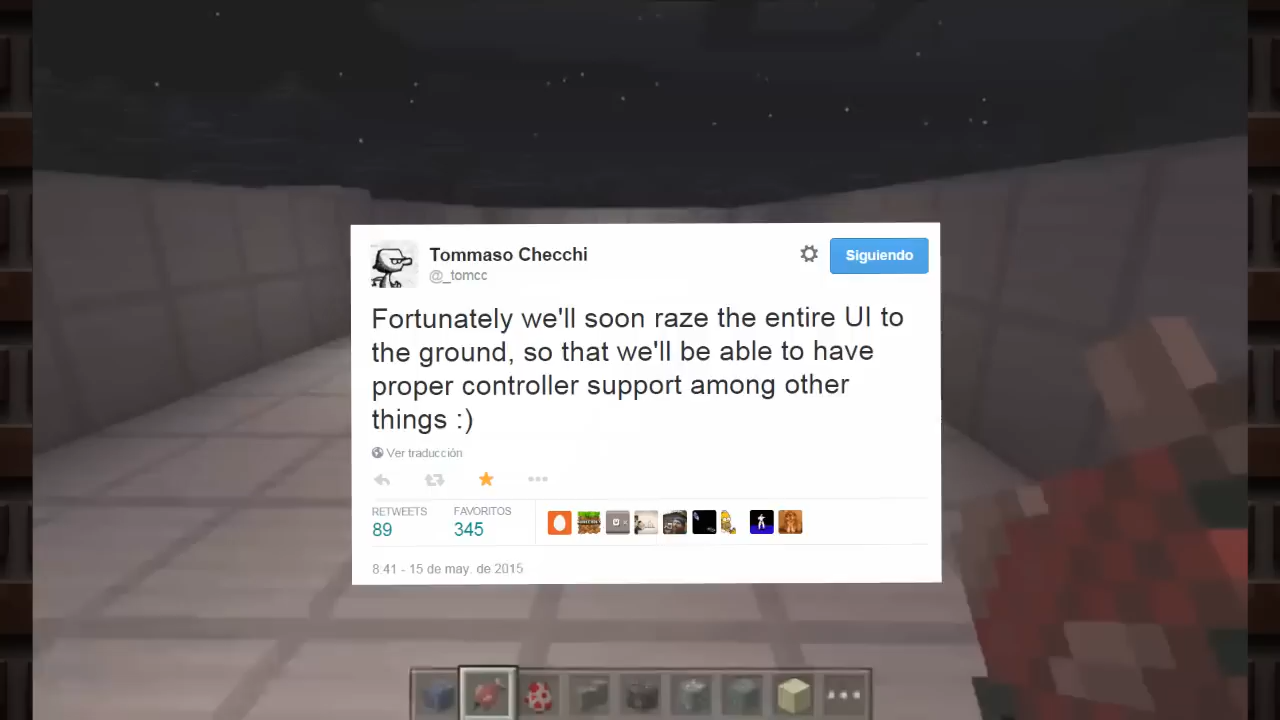 Tommaso Checchi
@_tomcc
Siguiendo
Fortunately we'll soon raze the entire UI to
the ground, so that we'll be able to have
proper controller support among other
things :)
Ver traducción
RETWEETS
89
FAVORITOS
345
8:41 - 15 de may. de 2015